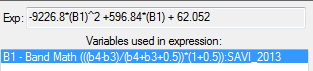 Exp: -9226.8*(B1)^2 +596.84*(B1) + 62.052
Variables used in expression:
B1 - Band Math (((b4-b3)/(b4+b3+0.5))*(1+0.5)):SAVI_2013